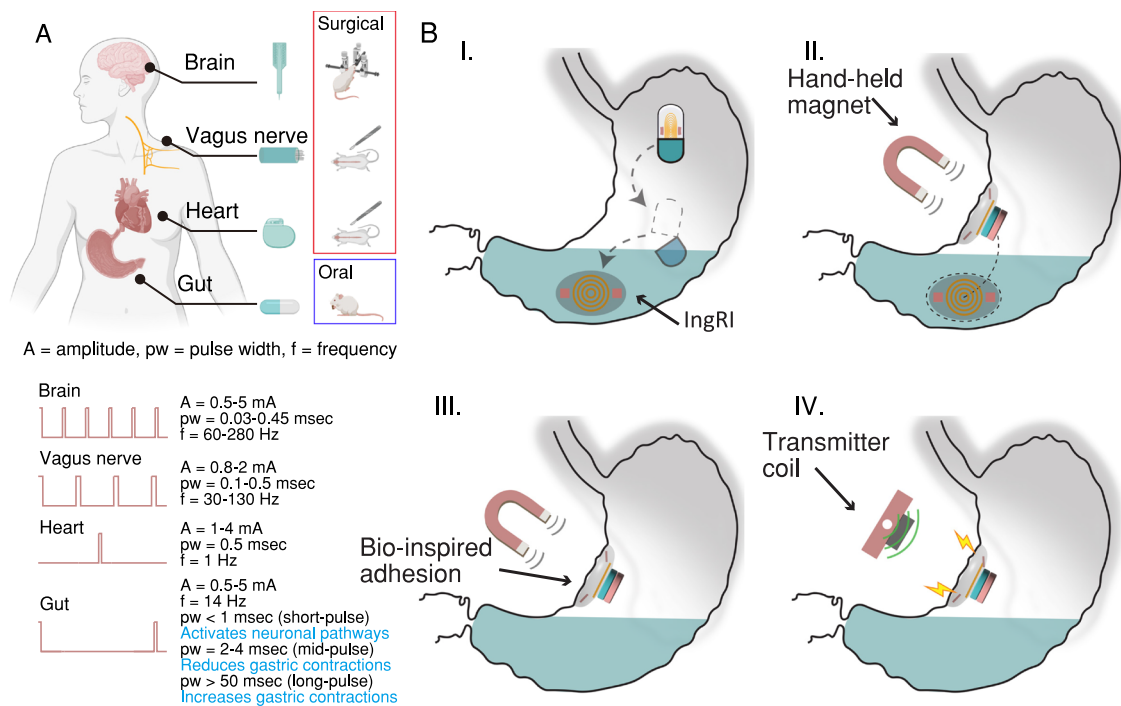 A
Surgical
Brain
Vagus nerve
Heart
Oral
Gut
A = amplitude, pw = pulse width, f = frequency
Brain
A = 0.5-5 mA
pw = 0.03-0.45 msec
f = 60-280 Hz
Vagus nerve
A = 0.8-2 mA
pw = 0.1-0.5 msec
f = 30-130 Hz
Heart
A = 1-4 mA
pw = 0.5 msec
f = 1 Hz
Gut
A = 0.5-5 mA
f = 14 Hz
pw < 1 msec (short-pulse)
Activates neuronal pathways
pw = 2-4 msec (mid-pulse)
Reduces gastric contractions
pw > 50 msec (long-pulse)
Increases gastric contractions
B
I.
IngRI
II.
Hand-held
magnet
III.
Bio-inspired
adhesion
IV.
Transmitter
coil